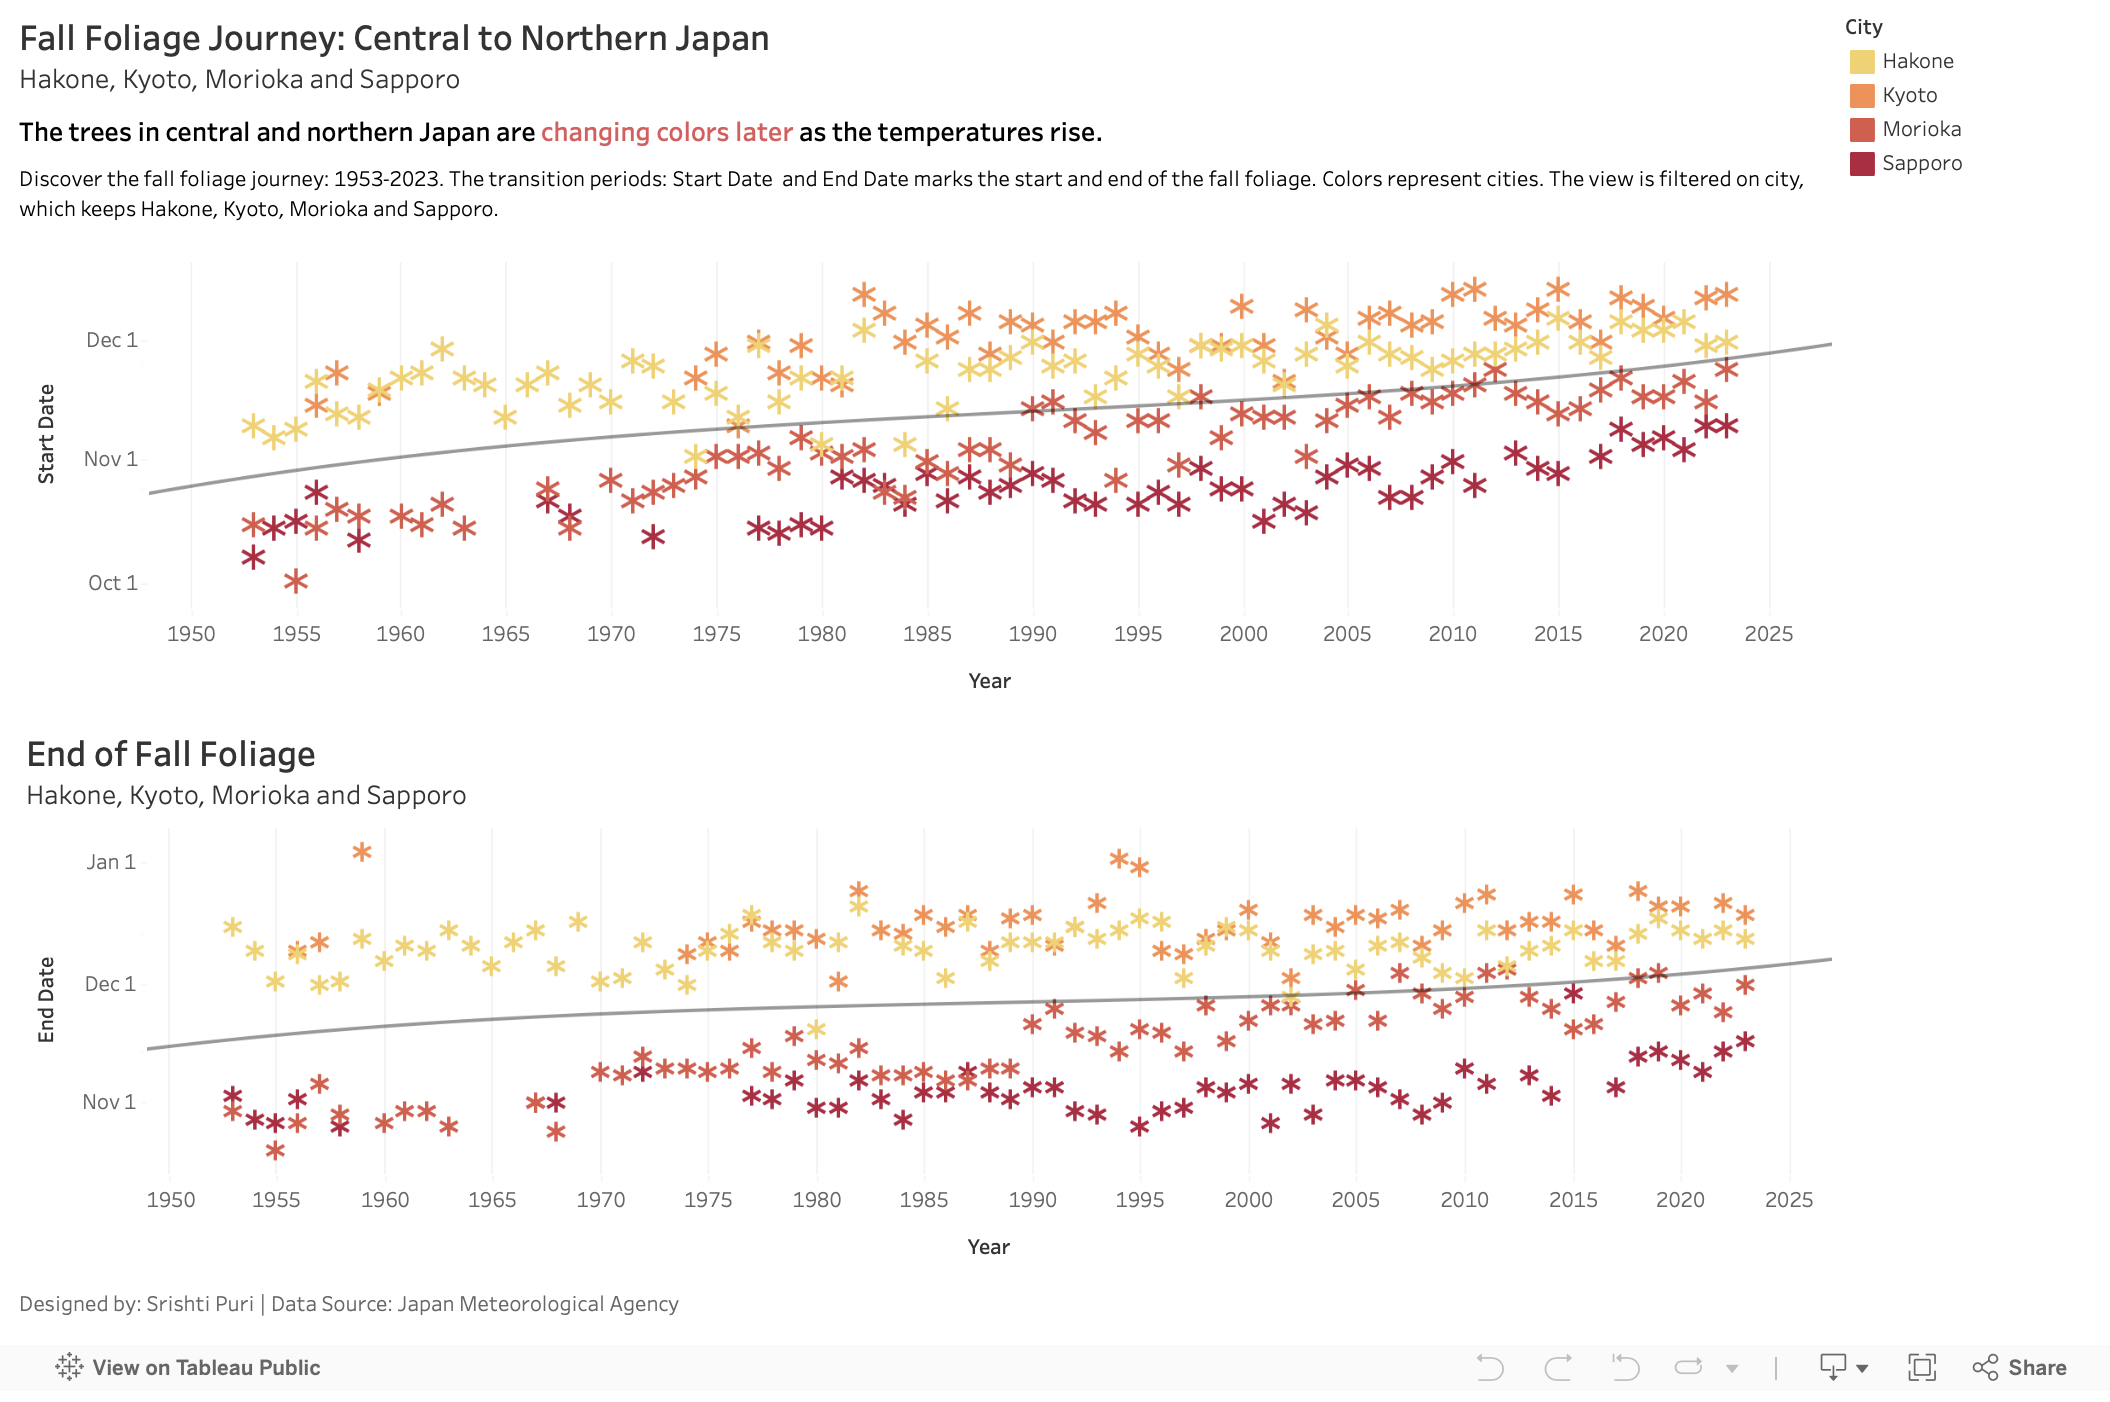 Fall Foliage Journey: Central to Northern Japan
Hakone, Kyoto, Morioka and Sapporo
The trees in central and northern Japan are changing colors later as the temperatures rise.
Discover the fall foliage journey: 1953-2023. The transition periods: Start Date  and End Date marks the start and end of the fall foliage. Colors represent cities. The view is filtered on city,
which keeps Hakone, Kyoto, Morioka and Sapporo.
City
Hakone
Kyoto
Morioka
Sapporo
Start Date
Dec 1
Nov 1
Oct 1
1950 1955 1960 1965 1970 1975 1980 1985 1990 1995 2000 2005 2010 2015 2020 2025
Year
End of Fall Foliage
Hakone, Kyoto, Morioka and Sapporo
End Date
Jan 1
Dec 1
Nov 1
1950 1955 1960 1965 1970 1975 1980 1985 1990 1995 2000 2005 2010 2015 2020 2025
Year
Designed by: Srishti Puri | Data Source: Japan Meteorological Agency
View on Tableau Public
Share